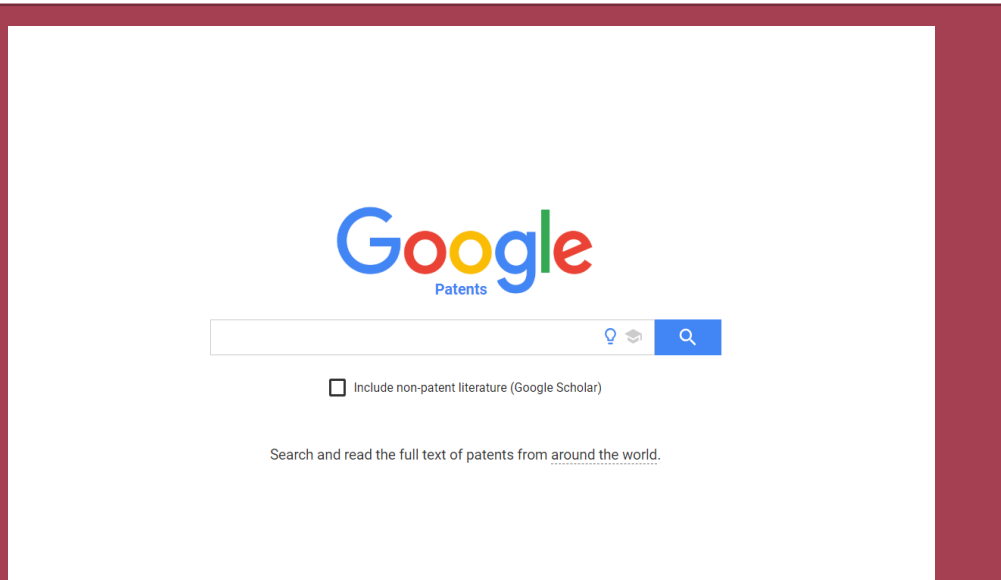 Google
Patents
Include non-patent literature (Google Scholar)
Search and read the full text of patents from around the world.